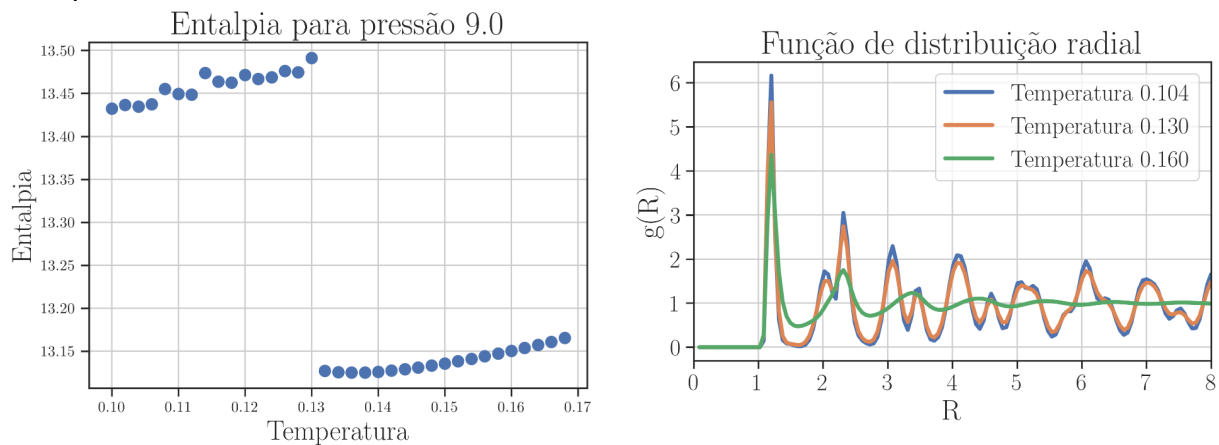 Entalpia para pressão 9.0
Entalpia
13.50
13.45
13.40
13.35
13.30
13.25
13.20
13.15
0.10 0.11 0.12 0.13 0.14 0.15 0.16 0.17
Temperatura
Função de distribuição radial
g(R)
6
5
4
3
2
1
0
Temperatura 0.104
Temperatura 0.130
Temperatura 0.160
0 1 2 3 4 5 6 7 8
R